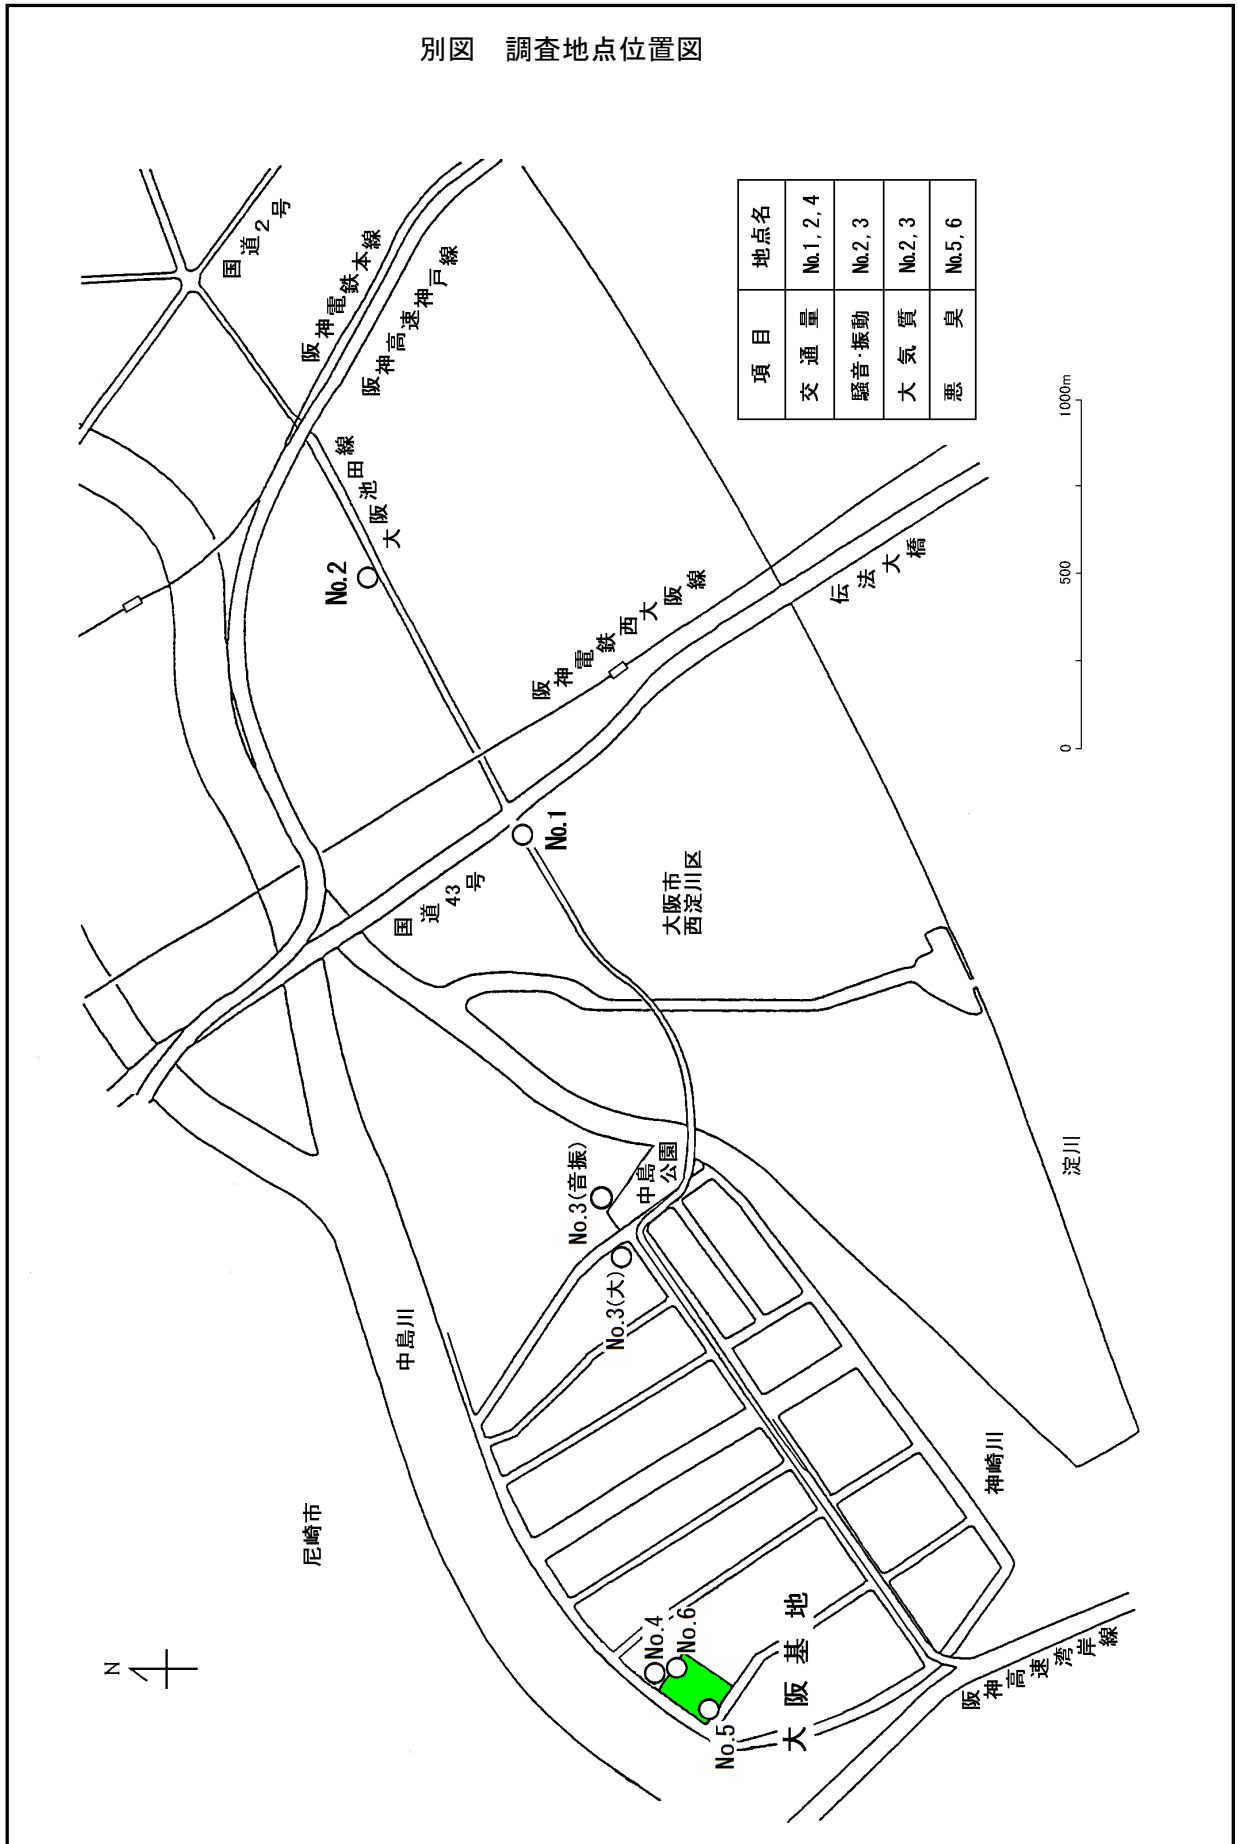 別図　調査地点位置図
国道2号
阪神電鉄本線
阪神高速神戸線
大阪池田線
No.2
項目 地点名
交通量 No.1,2,4
騒音・振動 No.2,3
大気質 No.2,3
悪臭 No.5,6
0 500 1000m
阪神電鉄西大阪線
伝法大橋
No.1
国道43号
大阪市
西淀川区
No.3(音振)
中島
公園
No.3(大)
淀川
中島川
神崎川
尼崎市
N
No.4
No.6
No.5
大阪基地
阪神高速湾岸線